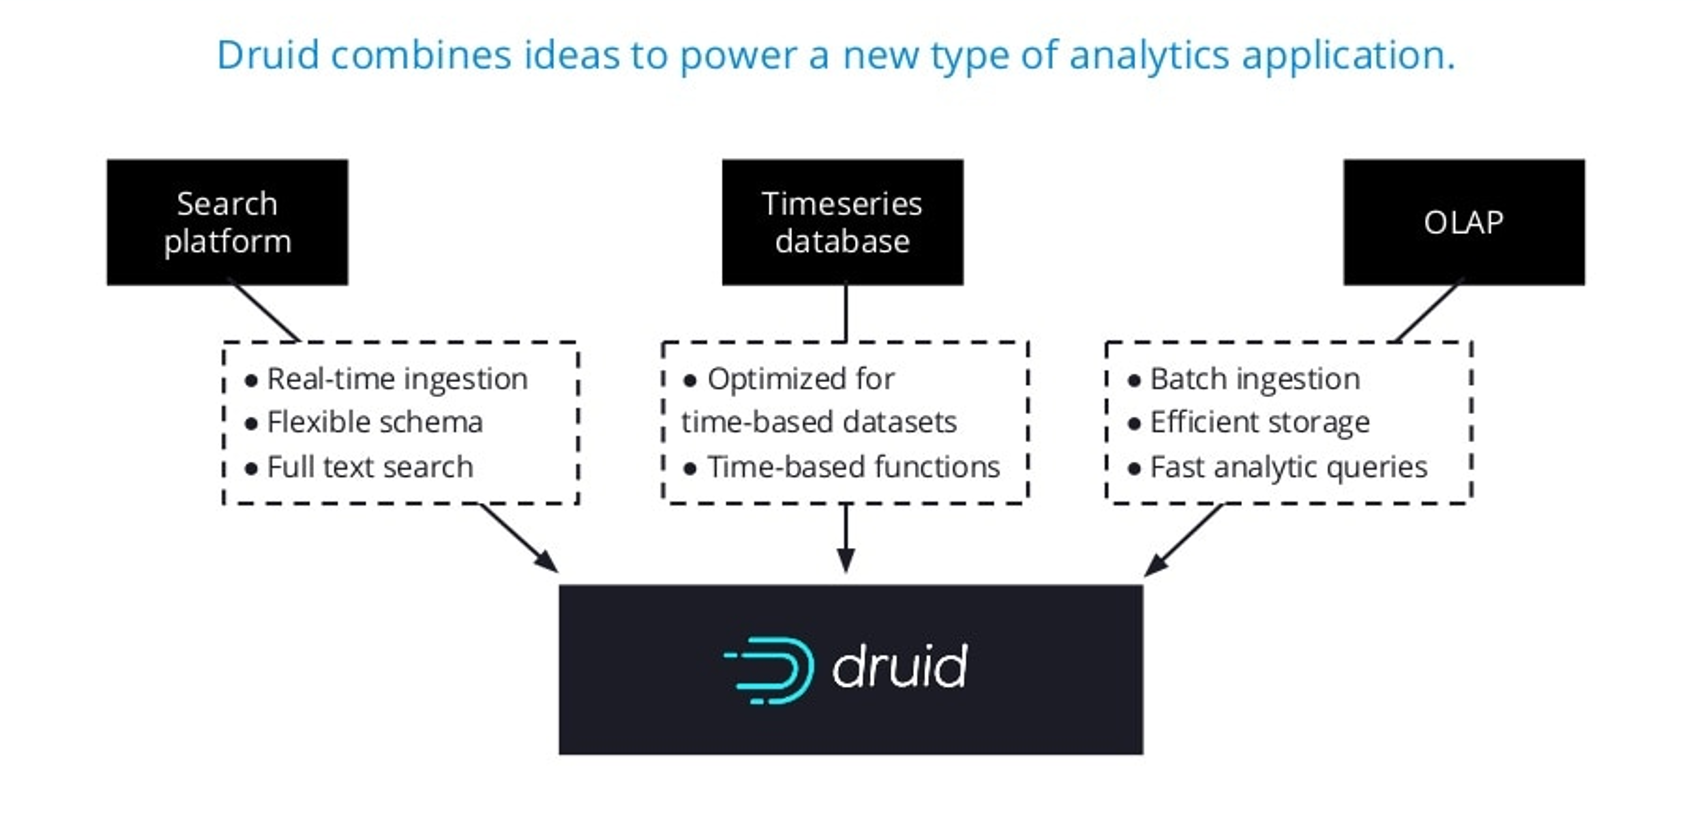 Druid combines ideas to power a new type of analytics application.
Search
platform
Timeseries
database
OLAP
● Real-time ingestion
● Flexible schema
● Full text search
● Optimized for
time-based datasets
● Time-based functions
● Batch ingestion
● Efficient storage
● Fast analytic queries
druid